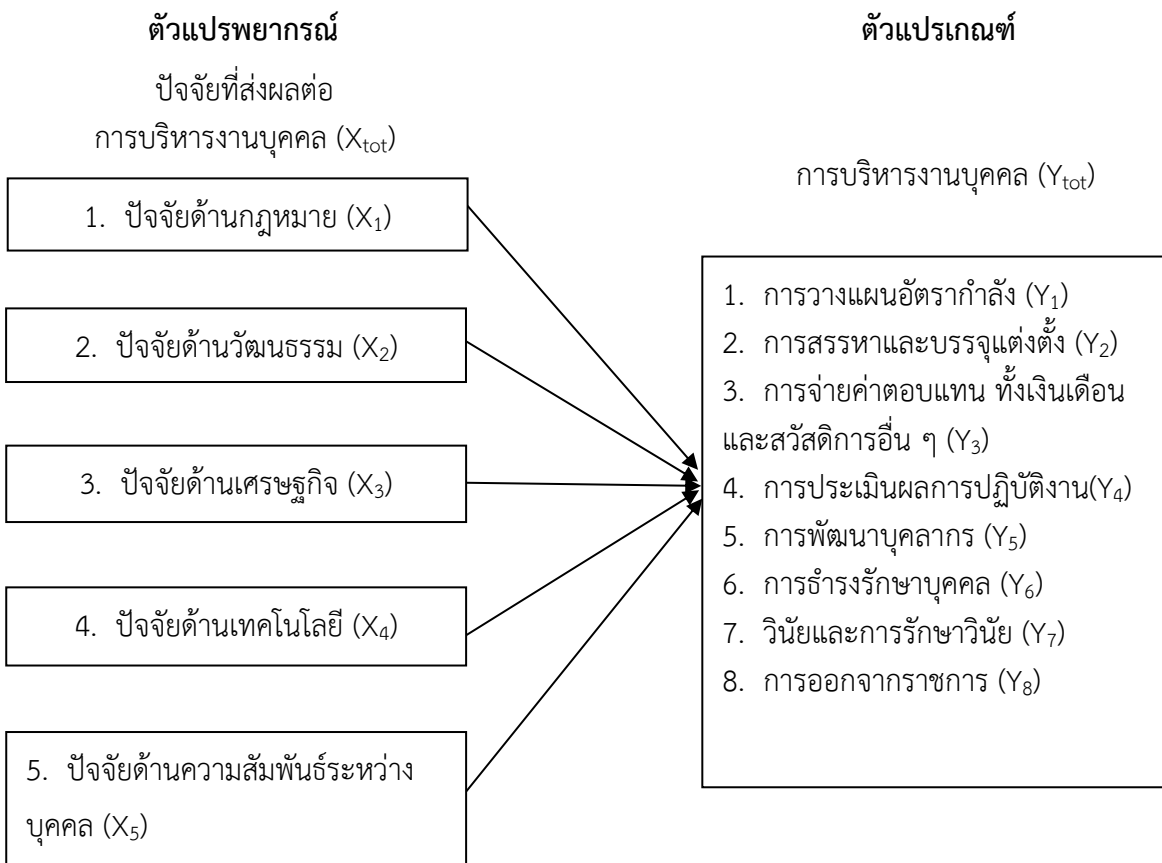 ตัวแปรพยากรณ์
ปัจจัยที่ส่งผลต่อ
การบริหารงานบุคคล (X_tot)
1. ปัจจัยด้านกฎหมาย (X₁)
2. ปัจจัยด้านวัฒนธรรม (X₂)
3. ปัจจัยด้านเศรษฐกิจ (X₃)
4. ปัจจัยด้านเทคโนโลยี (X₄)
5. ปัจจัยด้านความสัมพันธ์ระหว่าง
บุคคล (X₅)
ตัวแปรเกณฑ์
การบริหารงานบุคคล (Y_tot)
1. การวางแผนอัตรากำลัง (Y₁)
2. การสรรหาและบรรจุแต่งตั้ง (Y₂)
3. การจ่ายค่าตอบแทน ทั้งเงินเดือน
และสวัสดิการอื่น ๆ (Y₃)
4. การประเมินผลการปฏิบัติงาน(Y₄)
5. การพัฒนาบุคลากร (Y₅)
6. การธำรงรักษาบุคคล (Y₆)
7. วินัยและการรักษาวินัย (Y₇)
8. การออกจากราชการ (Y₈)